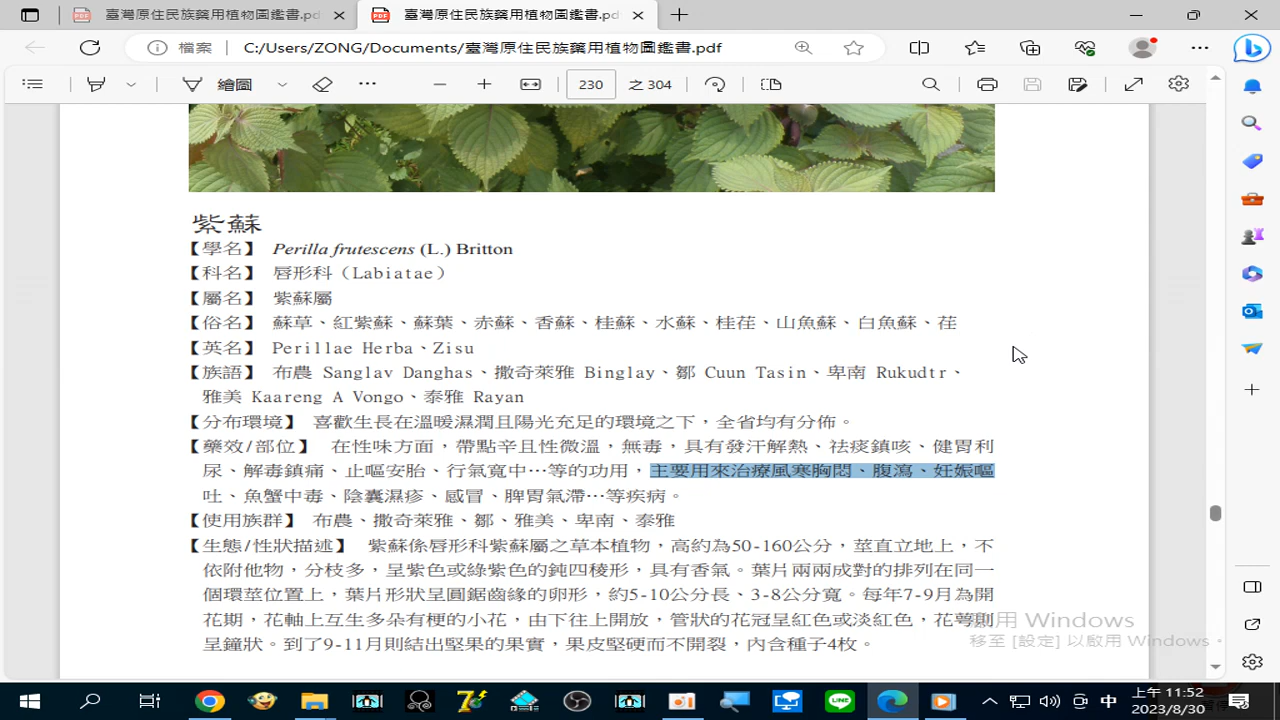 臺灣原住民族藥用植物圖鑑書.pdf
臺灣原住民族藥用植物圖鑑書.pdf
檔案
C:/Users/ZONG/Documents/臺灣原住民族藥用植物圖鑑書.pdf
繪圖
230 之 304
紫蘇
【學名】 Perilla frutescens (L.) Britton
【科名】 唇形科（Labiatae）
【屬名】 紫蘇屬
【俗名】 蘇草、紅紫蘇、蘇葉、赤蘇、香蘇、桂蘇、水蘇、桂荏、山魚蘇、白魚蘇、荏
【英名】 Perillae Herba、Zisu
【族語】 布農 Sanglav Danghas、撒奇萊雅 Binglay、鄒 Cuun Tasin、卑南 Rukudtr、
雅美 Kaareng A Vongo、泰雅 Rayan
【分布環境】 喜歡生長在溫暖濕潤且陽光充足的環境之下，全省均有分佈。
【藥效/部位】 在性味方面，帶點辛且性微溫，無毒，具有發汗解熱、祛痰鎮咳、健胃利
尿、解毒鎮痛、止嘔安胎、行氣寬中…等的功用，主要用來治療風寒胸悶、腹瀉、妊娠嘔
吐、魚蟹中毒、陰囊濕疹、感冒、脾胃氣滯…等疾病。
【使用族群】 布農、撒奇萊雅、鄒、雅美、卑南、泰雅
【生態/性狀描述】 紫蘇係唇形科紫蘇屬之草本植物，高約為50-160公分，莖直立地上，不
依附他物，分枝多，呈紫色或綠紫色的鈍四稜形，具有香氣。葉片兩兩成對的排列在同一
個環莖位置上，葉片形狀呈圓鋸齒緣的卵形，約5-10公分長、3-8公分寬。每年7-9月為開
花期，花軸上互生多朵有梗的小花，由下往上開放，管狀的花冠呈紅色或淡紅色，花萼則
呈鐘狀。到了9-11月則結出堅果的果實，果皮堅硬而不開裂，內含種子4枚。
啟用 Windows
移至 [設定] 以啟用 Windows。
中
上午 11:52
2023/8/30